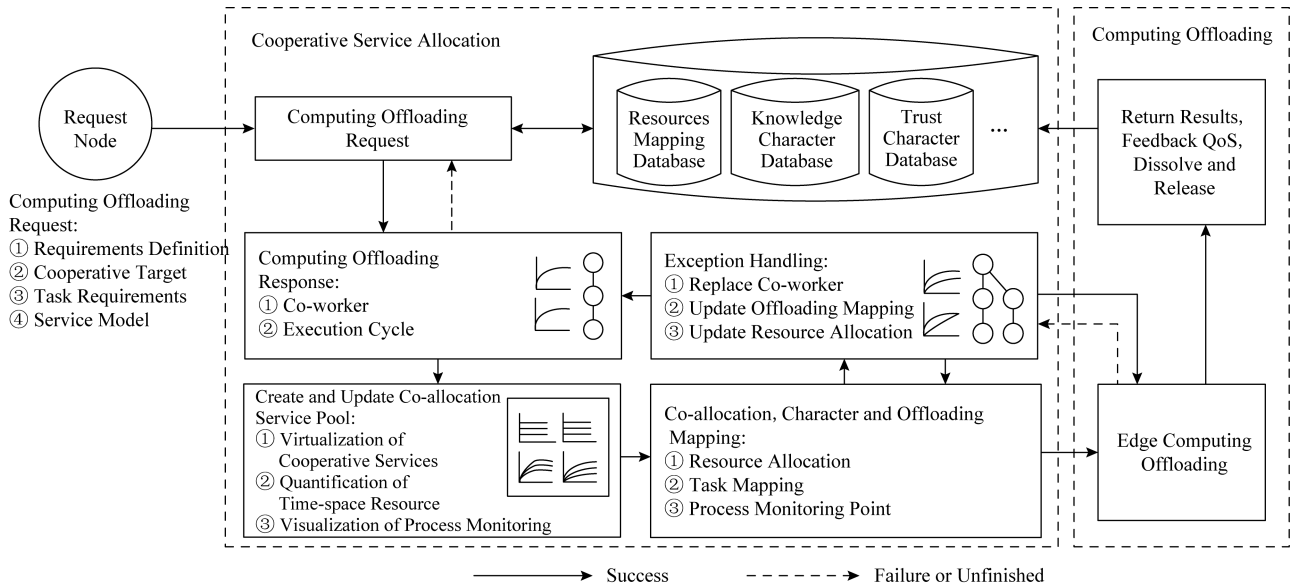 Cooperative Service Allocation
Computing Offloading
Request
Node
Computing Offloading
Request:
① Requirements Definition
② Cooperative Target
③ Task Requirements
④ Service Model
Computing Offloading
Request
Resources
Mapping
Database
Knowledge
Character
Database
Trust
Character
Database
...
Return Results,
Feedback QoS,
Dissolve and
Release
Computing Offloading
Response:
① Co-worker
② Execution Cycle
Exception Handling:
① Replace Co-worker
② Update Offloading Mapping
③ Update Resource Allocation
Create and Update Co-allocation
Service Pool:
① Virtualization of
Cooperative Services
② Quantification of
Time-space Resource
③ Visualization of Process Monitoring
Co-allocation, Character and Offloading
Mapping:
① Resource Allocation
② Task Mapping
③ Process Monitoring Point
Edge Computing
Offloading
Success
Failure or Unfinished